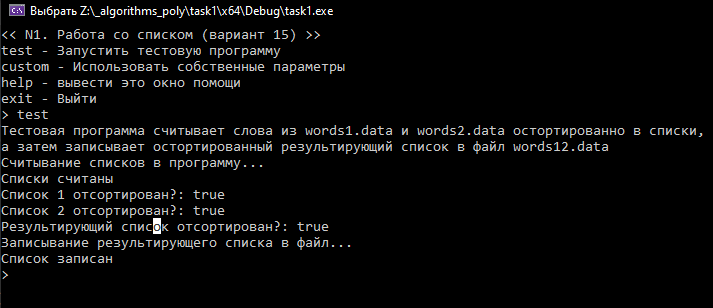 Выбрать Z:\_algorithms_poly\task1\x64\Debug\task1.exe
<< N1. Работа со списком (вариант 15) >>
test - Запустить тестовую программу
custom - Использовать собственные параметры
help - вывести это окно помощи
exit - Выйти
> test
Тестовая программа считывает слова из words1.data и words2.data остортированно в списки,
а затем записывает остортированный результирующий список в файл words12.data
Считывание списков в программу...
Списки считаны
Список 1 отсортирован?: true
Список 2 отсортирован?: true
Результирующий список отсортирован?: true
Записывание результирующего списка в файл...
Список записан
>